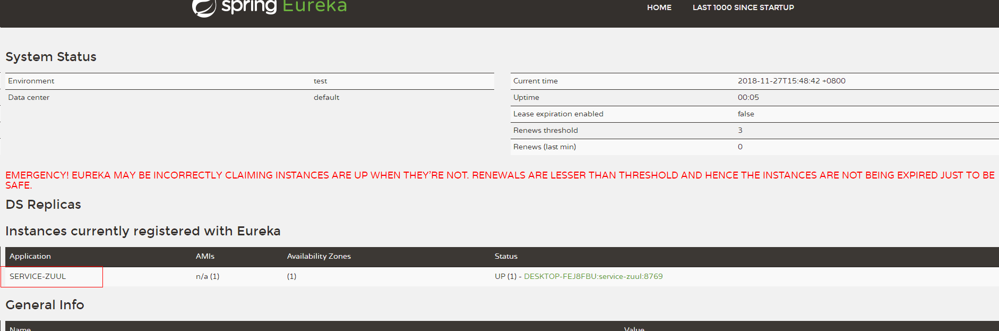 spring Eureka
HOME LAST 1000 SINCE STARTUP
System Status
Environment test
Data center default
Current time 2018-11-27T15:48:42 +0800
Uptime 00:05
Lease expiration enabled false
Renews threshold 3
Renews (last min) 0
EMERGENCY! EUREKA MAY BE INCORRECTLY CLAIMING INSTANCES ARE UP WHEN THEY'RE NOT. RENEWALS ARE LESSER THAN THRESHOLD AND HENCE THE INSTANCES ARE NOT BEING EXPIRED JUST TO BE
SAFE.
DS Replicas
Instances currently registered with Eureka
Application AMIs Availability Zones Status
SERVICE-ZUUL n/a (1) (1) UP (1) - DESKTOP-FEJ8FBU:service-zuul:8769
General Info
Name Value